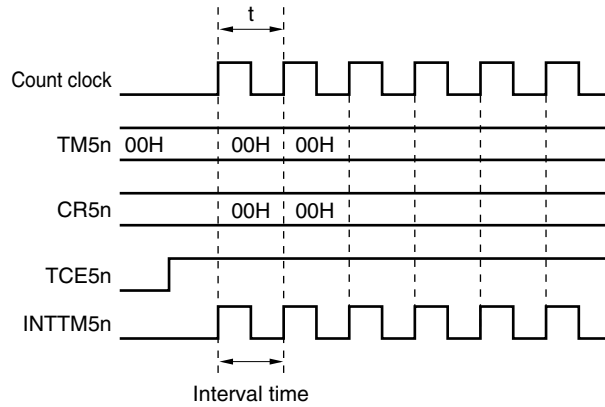 t
Count clock
TM5n 00H 00H 00H
CR5n 00H 00H
TCE5n
INTTM5n
Interval time